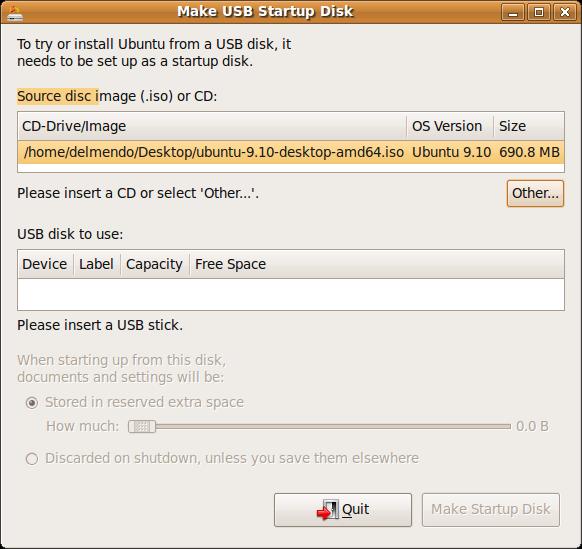 Make USB Startup Disk
To try or install Ubuntu from a USB disk, it
needs to be set up as a startup disk.
Source disc image (.iso) or CD:
CD-Drive/Image OS Version Size
/home/delmendo/Desktop/ubuntu-9.10-desktop-amd64.iso Ubuntu 9.10 690.8 MB
Please insert a CD or select 'Other...'. Other...
USB disk to use:
Device Label Capacity Free Space
Please insert a USB stick.
When starting up from this disk,
documents and settings will be:
Stored in reserved extra space
How much: 0.0 B
Discarded on shutdown, unless you save them elsewhere
Quit Make Startup Disk